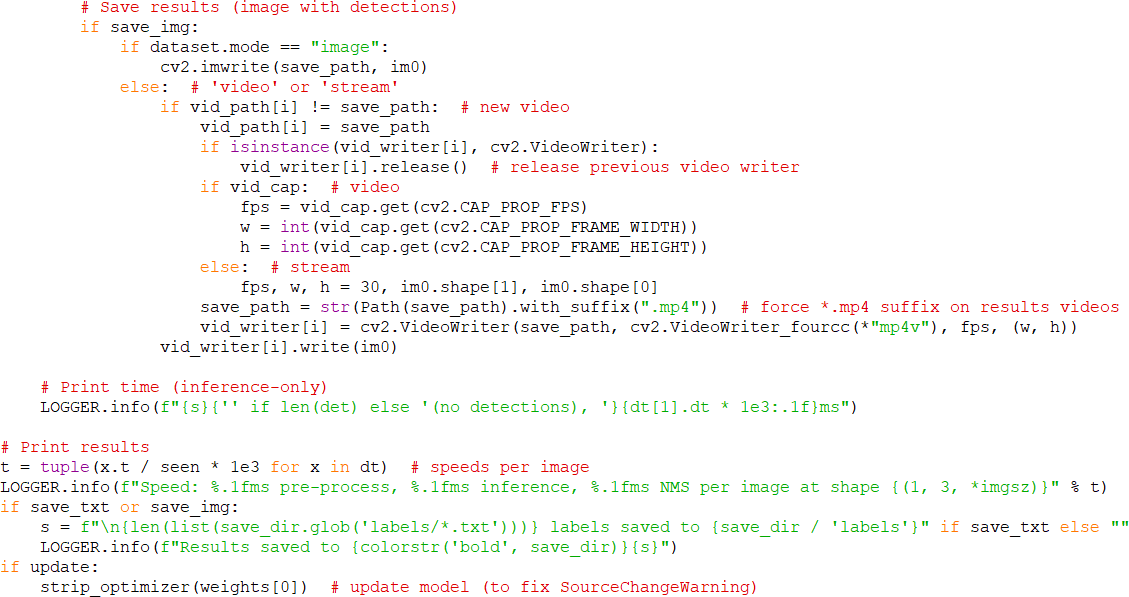 # Save results (image with detections)
if save_img:
if dataset.mode == "image":
cv2.imwrite(save_path, im0)
else:  # 'video' or 'stream'
if vid_path[i] != save_path:  # new video
vid_path[i] = save_path
if isinstance(vid_writer[i], cv2.VideoWriter):
vid_writer[i].release()  # release previous video writer
if vid_cap:  # video
fps = vid_cap.get(cv2.CAP_PROP_FPS)
w = int(vid_cap.get(cv2.CAP_PROP_FRAME_WIDTH))
h = int(vid_cap.get(cv2.CAP_PROP_FRAME_HEIGHT))
else:  # stream
fps, w, h = 30, im0.shape[1], im0.shape[0]
save_path = str(Path(save_path).with_suffix(".mp4"))  # force *.mp4 suffix on results videos
vid_writer[i] = cv2.VideoWriter(save_path, cv2.VideoWriter_fourcc(*"mp4v"), fps, (w, h))
vid_writer[i].write(im0)
# Print time (inference-only)
LOGGER.info(f"{s}{'' if len(det) else '(no detections), '}{dt[1].dt * 1e3:.1f}ms")
# Print results
t = tuple(x.t / seen * 1e3 for x in dt)  # speeds per image
LOGGER.info(f"Speed: %.1fms pre-process, %.1fms inference, %.1fms NMS per image at shape {(1, 3, *imgsz)}" % t)
if save_txt or save_img:
s = f"\n{len(list(save_dir.glob('labels/*.txt')))} labels saved to {save_dir / 'labels'}" if save_txt else ""
LOGGER.info(f"Results saved to {colorstr('bold', save_dir)}{s}")
if update:
strip_optimizer(weights[0])  # update model (to fix SourceChangeWarning)